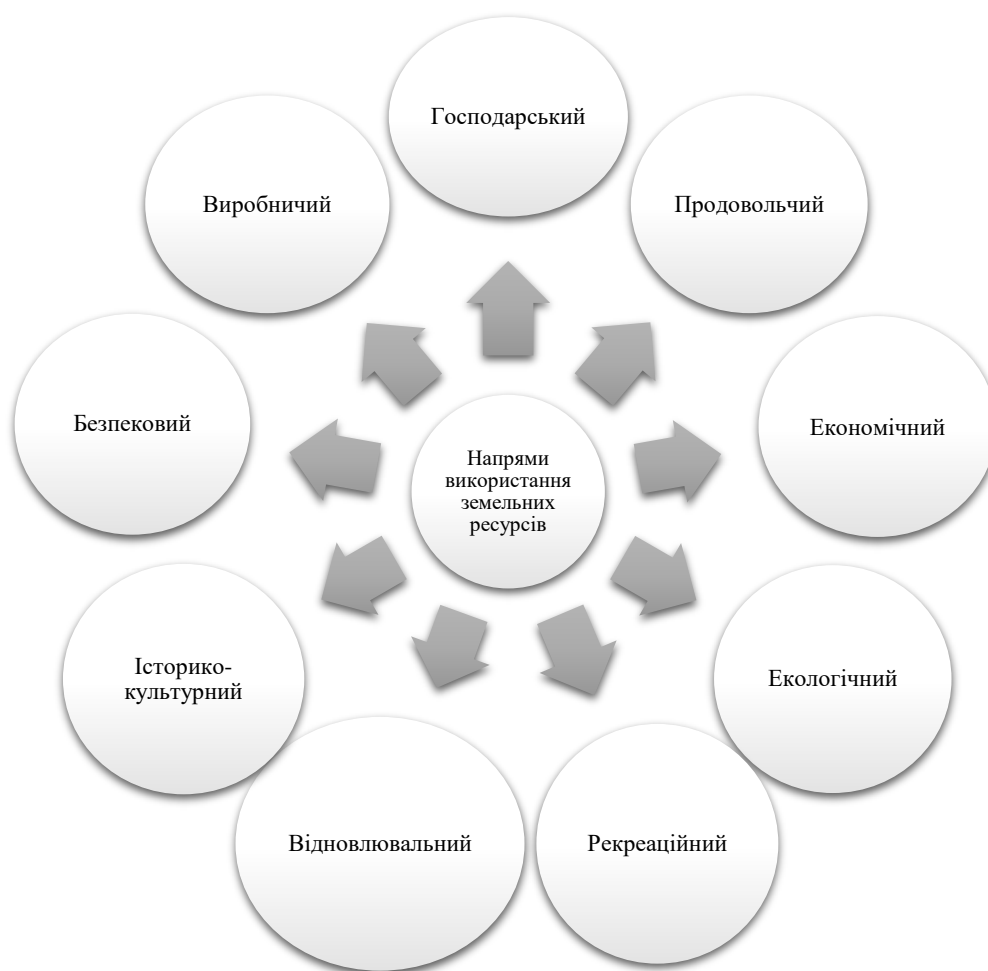 Господарський
Продовольчий
Економічний
Екологічний
Рекреаційний
Відновлювальний
Історико-
культурний
Безпековий
Виробничий
Напрями
використання
земельних
ресурсів